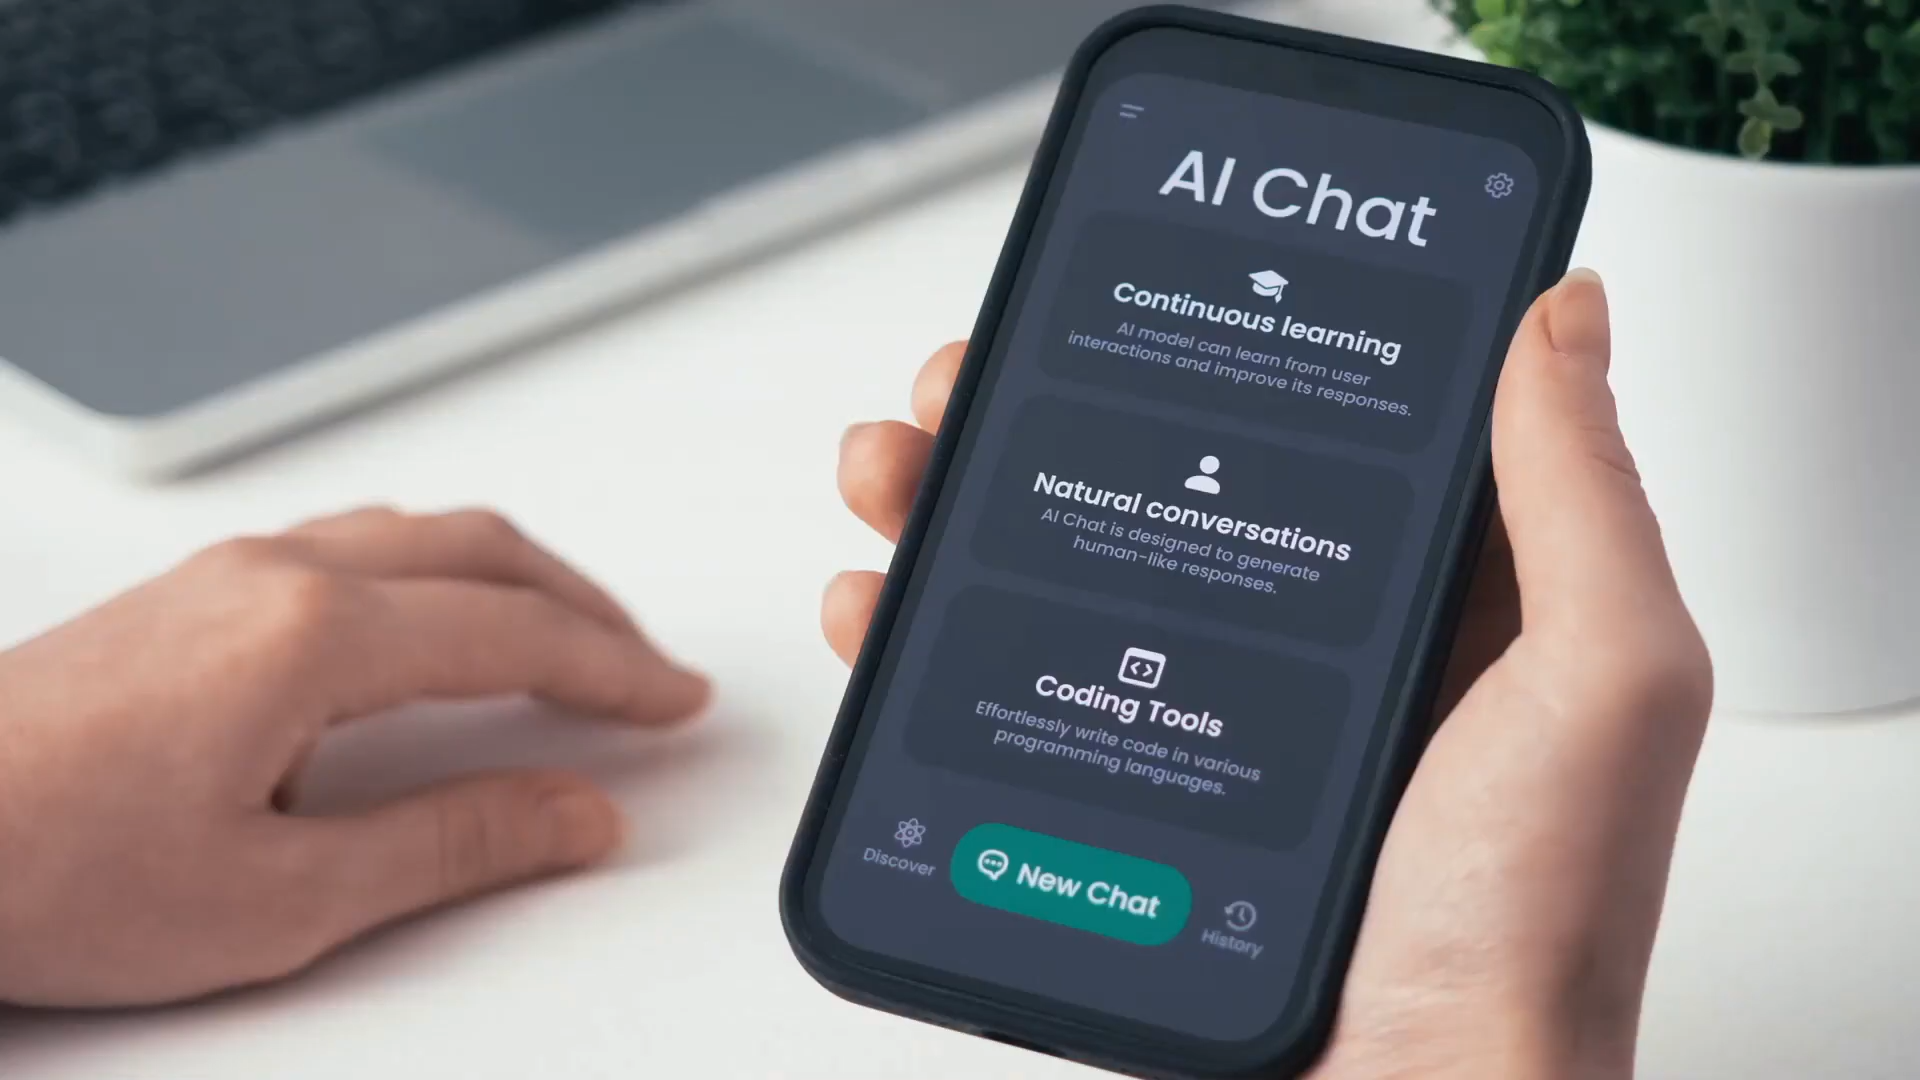 AI Chat
Continuous learning
AI model can learn from user
interactions and improve its responses.
Natural conversations
AI Chat is designed to generate
human-like responses.
Coding Tools
Effortlessly write code in various
programming languages.
Discover
New Chat
History